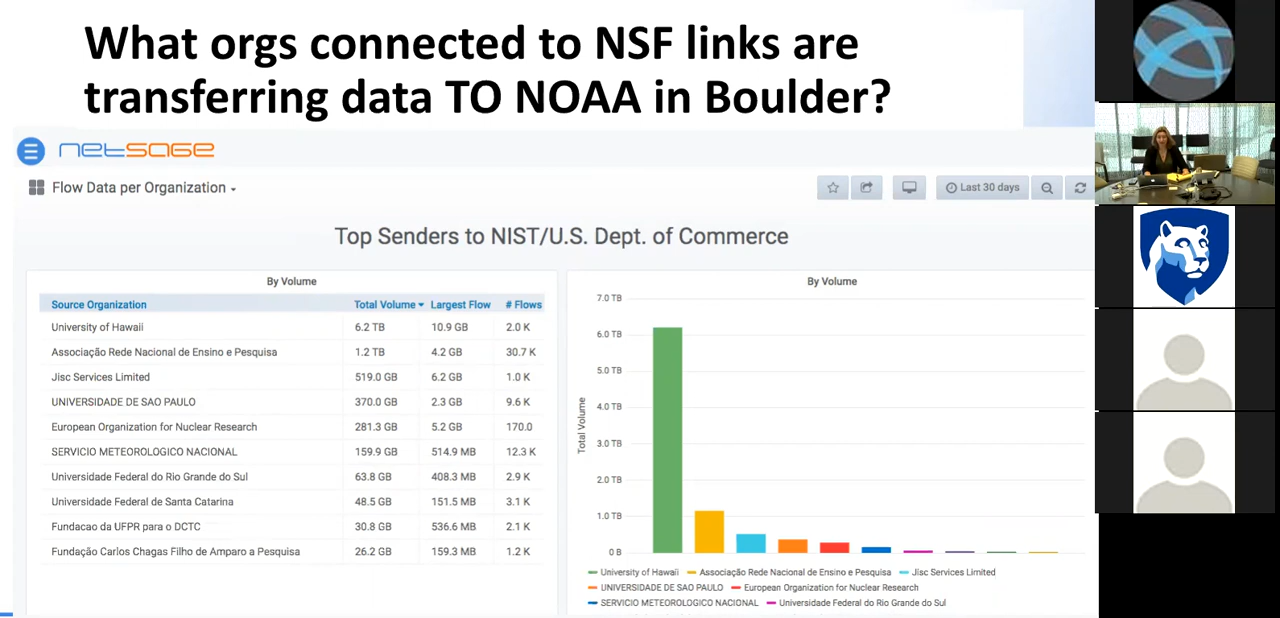 What orgs connected to NSF links are
transferring data TO NOAA in Boulder?
netsage
Flow Data per Organization
Last 30 days
Top Senders to NIST/U.S. Dept. of Commerce
By Volume
Source Organization Total Volume Largest Flow # Flows
University of Hawaii 6.2 TB 10.9 GB 2.0 K
Associação Rede Nacional de Ensino e Pesquisa 1.2 TB 4.2 GB 30.7 K
Jisc Services Limited 519.0 GB 6.2 GB 1.0 K
UNIVERSIDADE DE SAO PAULO 370.0 GB 2.3 GB 9.6 K
European Organization for Nuclear Research 281.3 GB 5.2 GB 170.0
SERVICIO METEOROLOGICO NACIONAL 159.9 GB 514.9 MB 12.3 K
Universidade Federal do Rio Grande do Sul 63.8 GB 408.3 MB 2.9 K
Universidade Federal de Santa Catarina 48.5 GB 151.5 MB 3.1 K
Fundacao da UFPR para o DCTC 30.8 GB 536.6 MB 2.1 K
Fundação Carlos Chagas Filho de Amparo a Pesquisa 26.2 GB 159.3 MB 1.2 K
By Volume
Total Volume
7.0 TB
6.0 TB
5.0 TB
4.0 TB
3.0 TB
2.0 TB
1.0 TB
0 B
University of Hawaii Associação Rede Nacional de Ensino e Pesquisa Jisc Services Limited
UNIVERSIDADE DE SAO PAULO European Organization for Nuclear Research
SERVICIO METEOROLOGICO NACIONAL Universidade Federal do Rio Grande do Sul